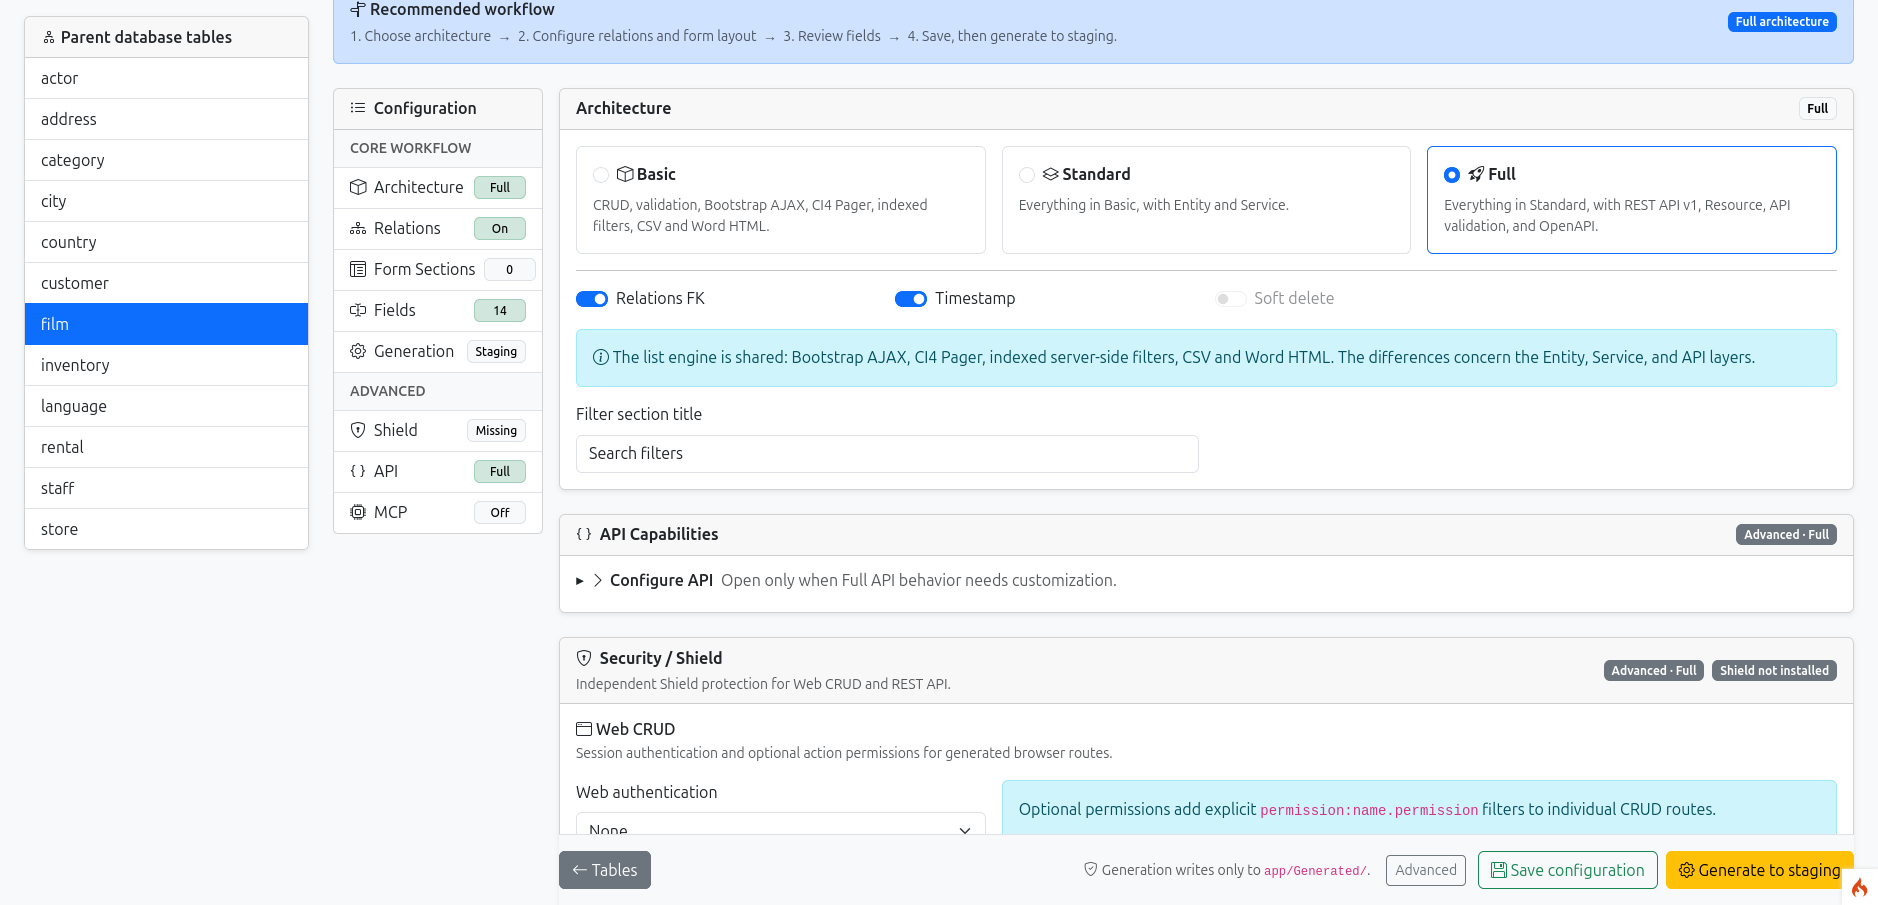 Parent database tables
actor
address
category
city
country
customer
film
inventory
language
rental
staff
store
Recommended workflow
1. Choose architecture → 2. Configure relations and form layout → 3. Review fields → 4. Save, then generate to staging.
Full architecture
Configuration
CORE WORKFLOW
Architecture Full
Relations On
Form Sections 0
Fields 14
Generation Staging
ADVANCED
Shield Missing
{ } API Full
MCP Off
Architecture
Full
Basic
CRUD, validation, Bootstrap AJAX, CI4 Pager, indexed
filters, CSV and Word HTML.
Standard
Everything in Basic, with Entity and Service.
Full
Everything in Standard, with REST API v1, Resource, API
validation, and OpenAPI.
Relations FK
Timestamp
Soft delete
The list engine is shared: Bootstrap AJAX, CI4 Pager, indexed server-side filters, CSV and Word HTML. The differences concern the Entity, Service, and API layers.
Filter section title
Search filters
{ } API Capabilities
Advanced · Full
Configure API Open only when Full API behavior needs customization.
Security / Shield
Independent Shield protection for Web CRUD and REST API.
Advanced · Full
Shield not installed
Web CRUD
Session authentication and optional action permissions for generated browser routes.
Web authentication
None
Optional permissions add explicit permission:name.permission filters to individual CRUD routes.
← Tables
Generation writes only to app/Generated/.
Advanced
Save configuration
Generate to staging